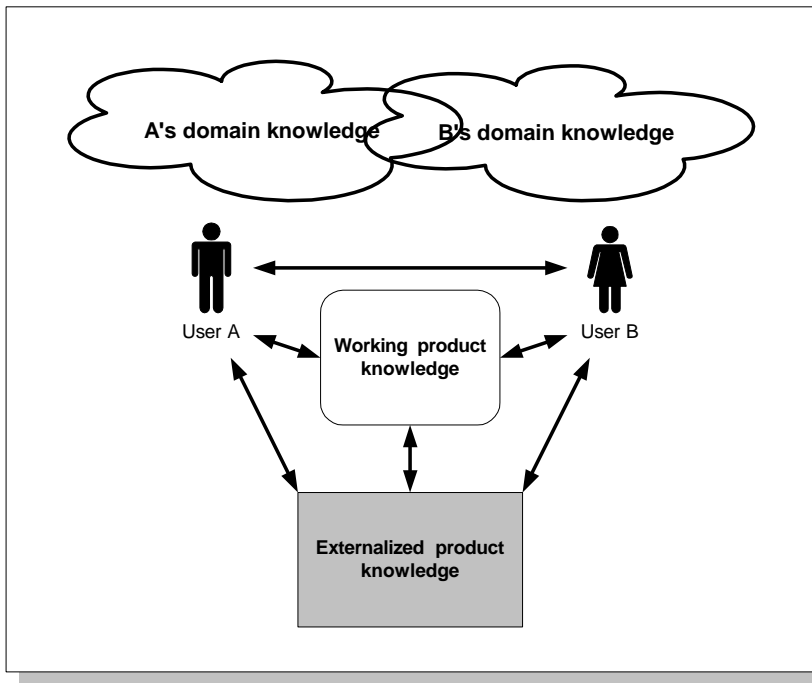 A's domain knowledge
B's domain knowledge
User A
User B
Working product
knowledge
Externalized product
knowledge